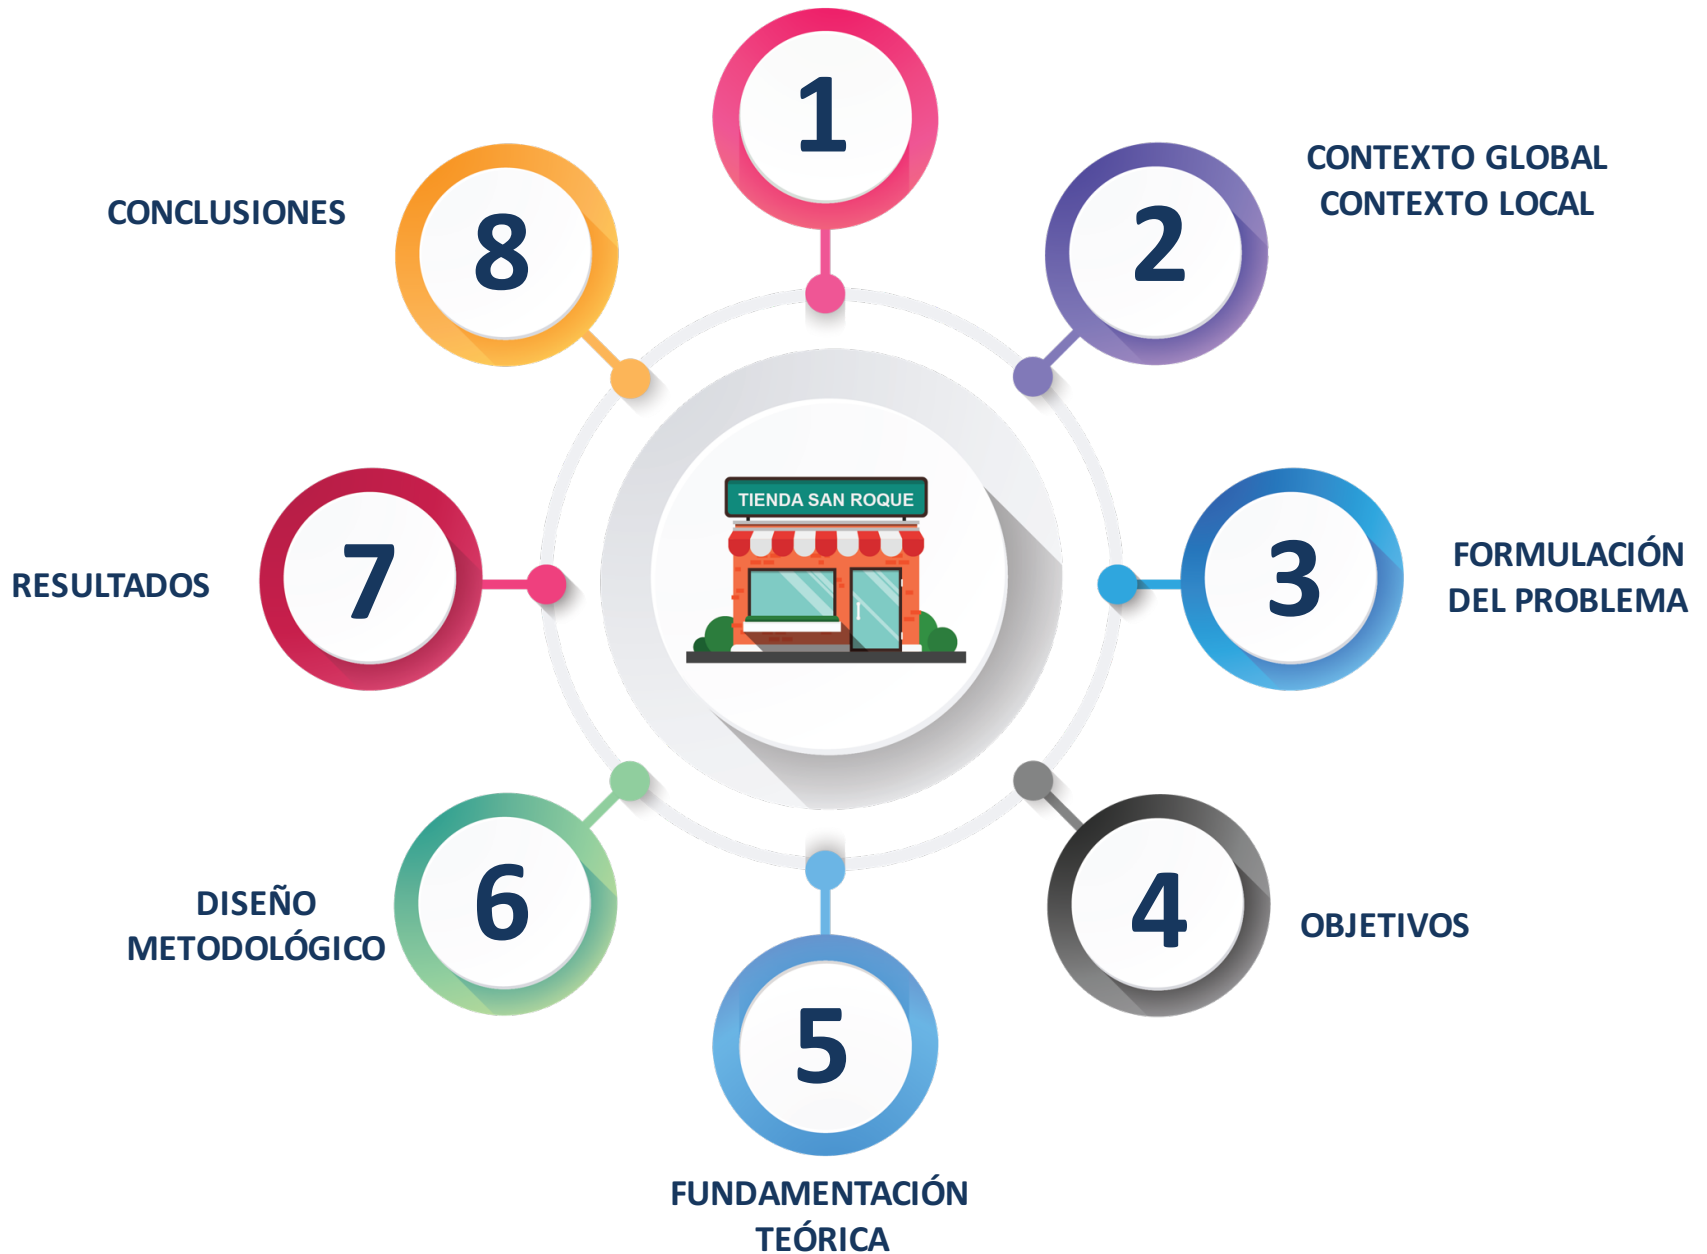 1
2
CONTEXTO GLOBAL
CONTEXTO LOCAL
3
FORMULACIÓN
DEL PROBLEMA
4
OBJETIVOS
5
FUNDAMENTACIÓN
TEÓRICA
6
DISEÑO
METODOLÓGICO
7
RESULTADOS
8
CONCLUSIONES
TIENDA SAN ROQUE